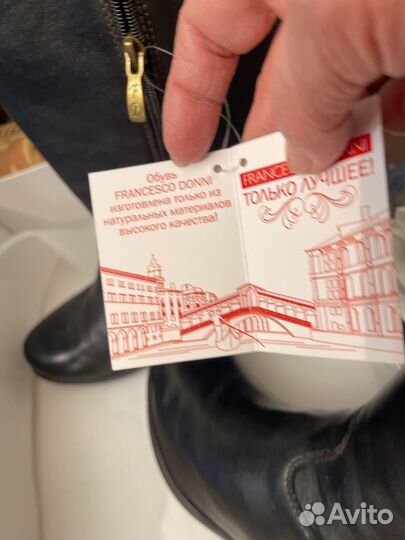 Обувь
FRANCESCO DONNI
изготовлена только из
натуральных материалов
высокого качества!
FRANCESCO DONNI
ТОЛЬКО ЛУЧШЕЕ!
Avito